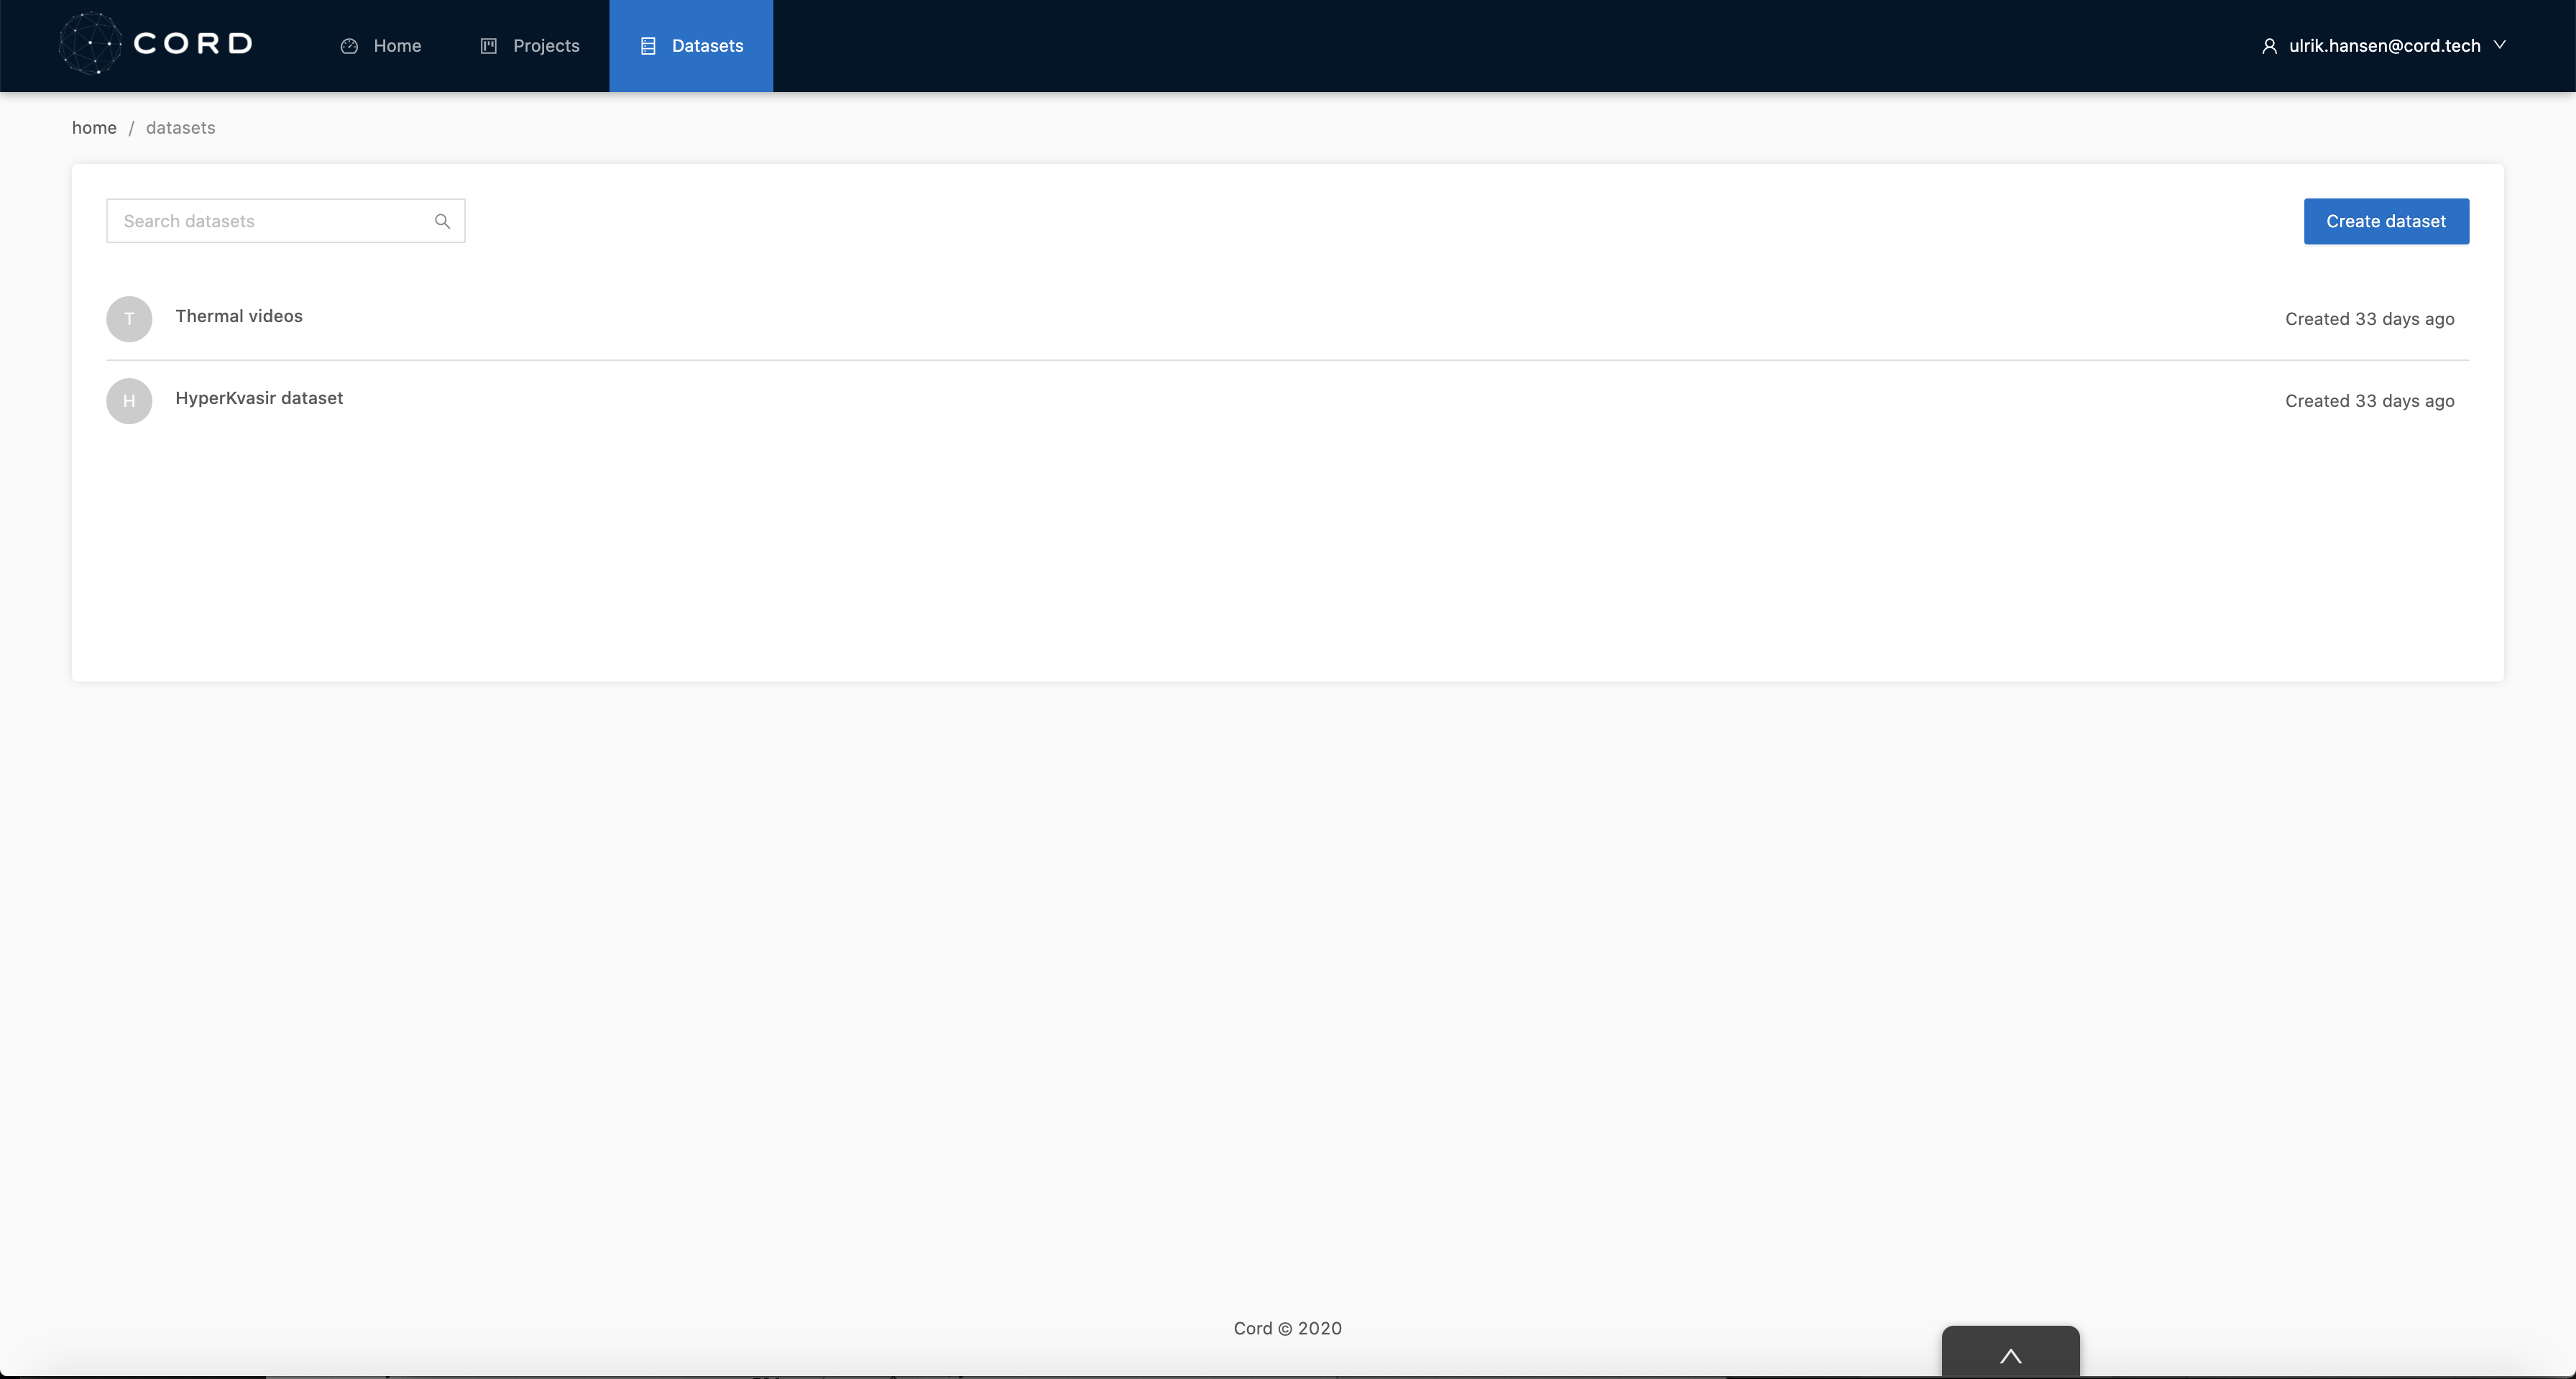 CORD
Home
Projects
Datasets
ulrik.hansen@cord.tech
home / datasets
Search datasets
Create dataset
T
Thermal videos
Created 33 days ago
H
HyperKvasir dataset
Created 33 days ago
Cord © 2020